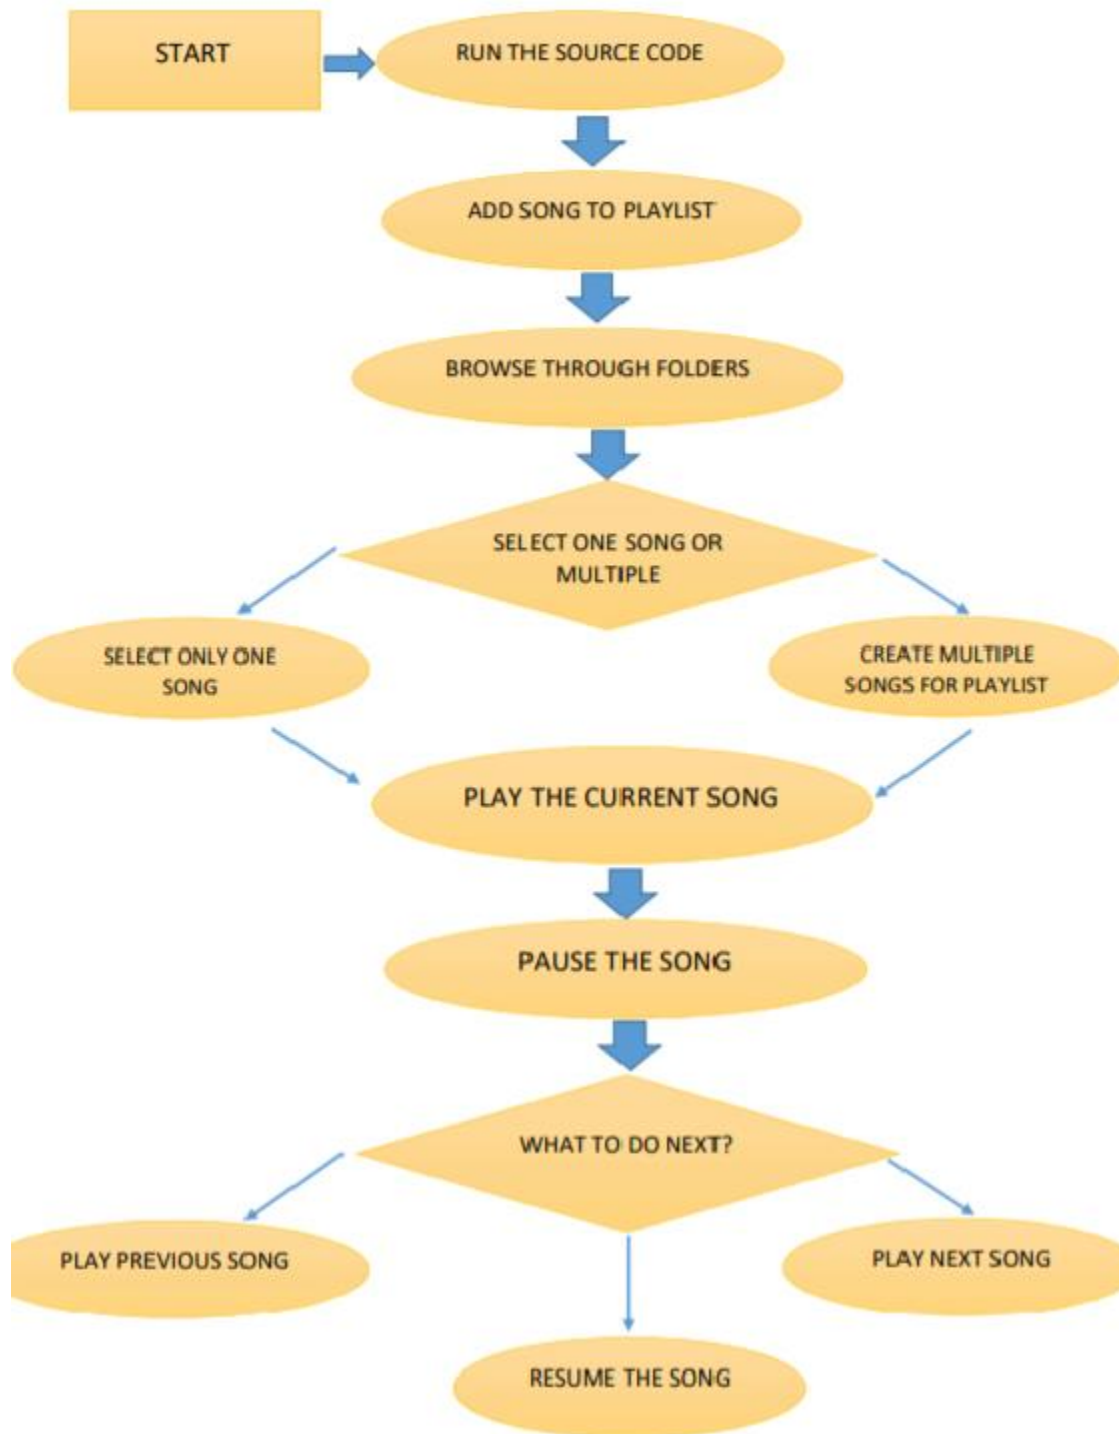 START
RUN THE SOURCE CODE
ADD SONG TO PLAYLIST
BROWSE THROUGH FOLDERS
SELECT ONE SONG OR
MULTIPLE
SELECT ONLY ONE
SONG
CREATE MULTIPLE
SONGS FOR PLAYLIST
PLAY THE CURRENT SONG
PAUSE THE SONG
WHAT TO DO NEXT?
PLAY PREVIOUS SONG
PLAY NEXT SONG
RESUME THE SONG